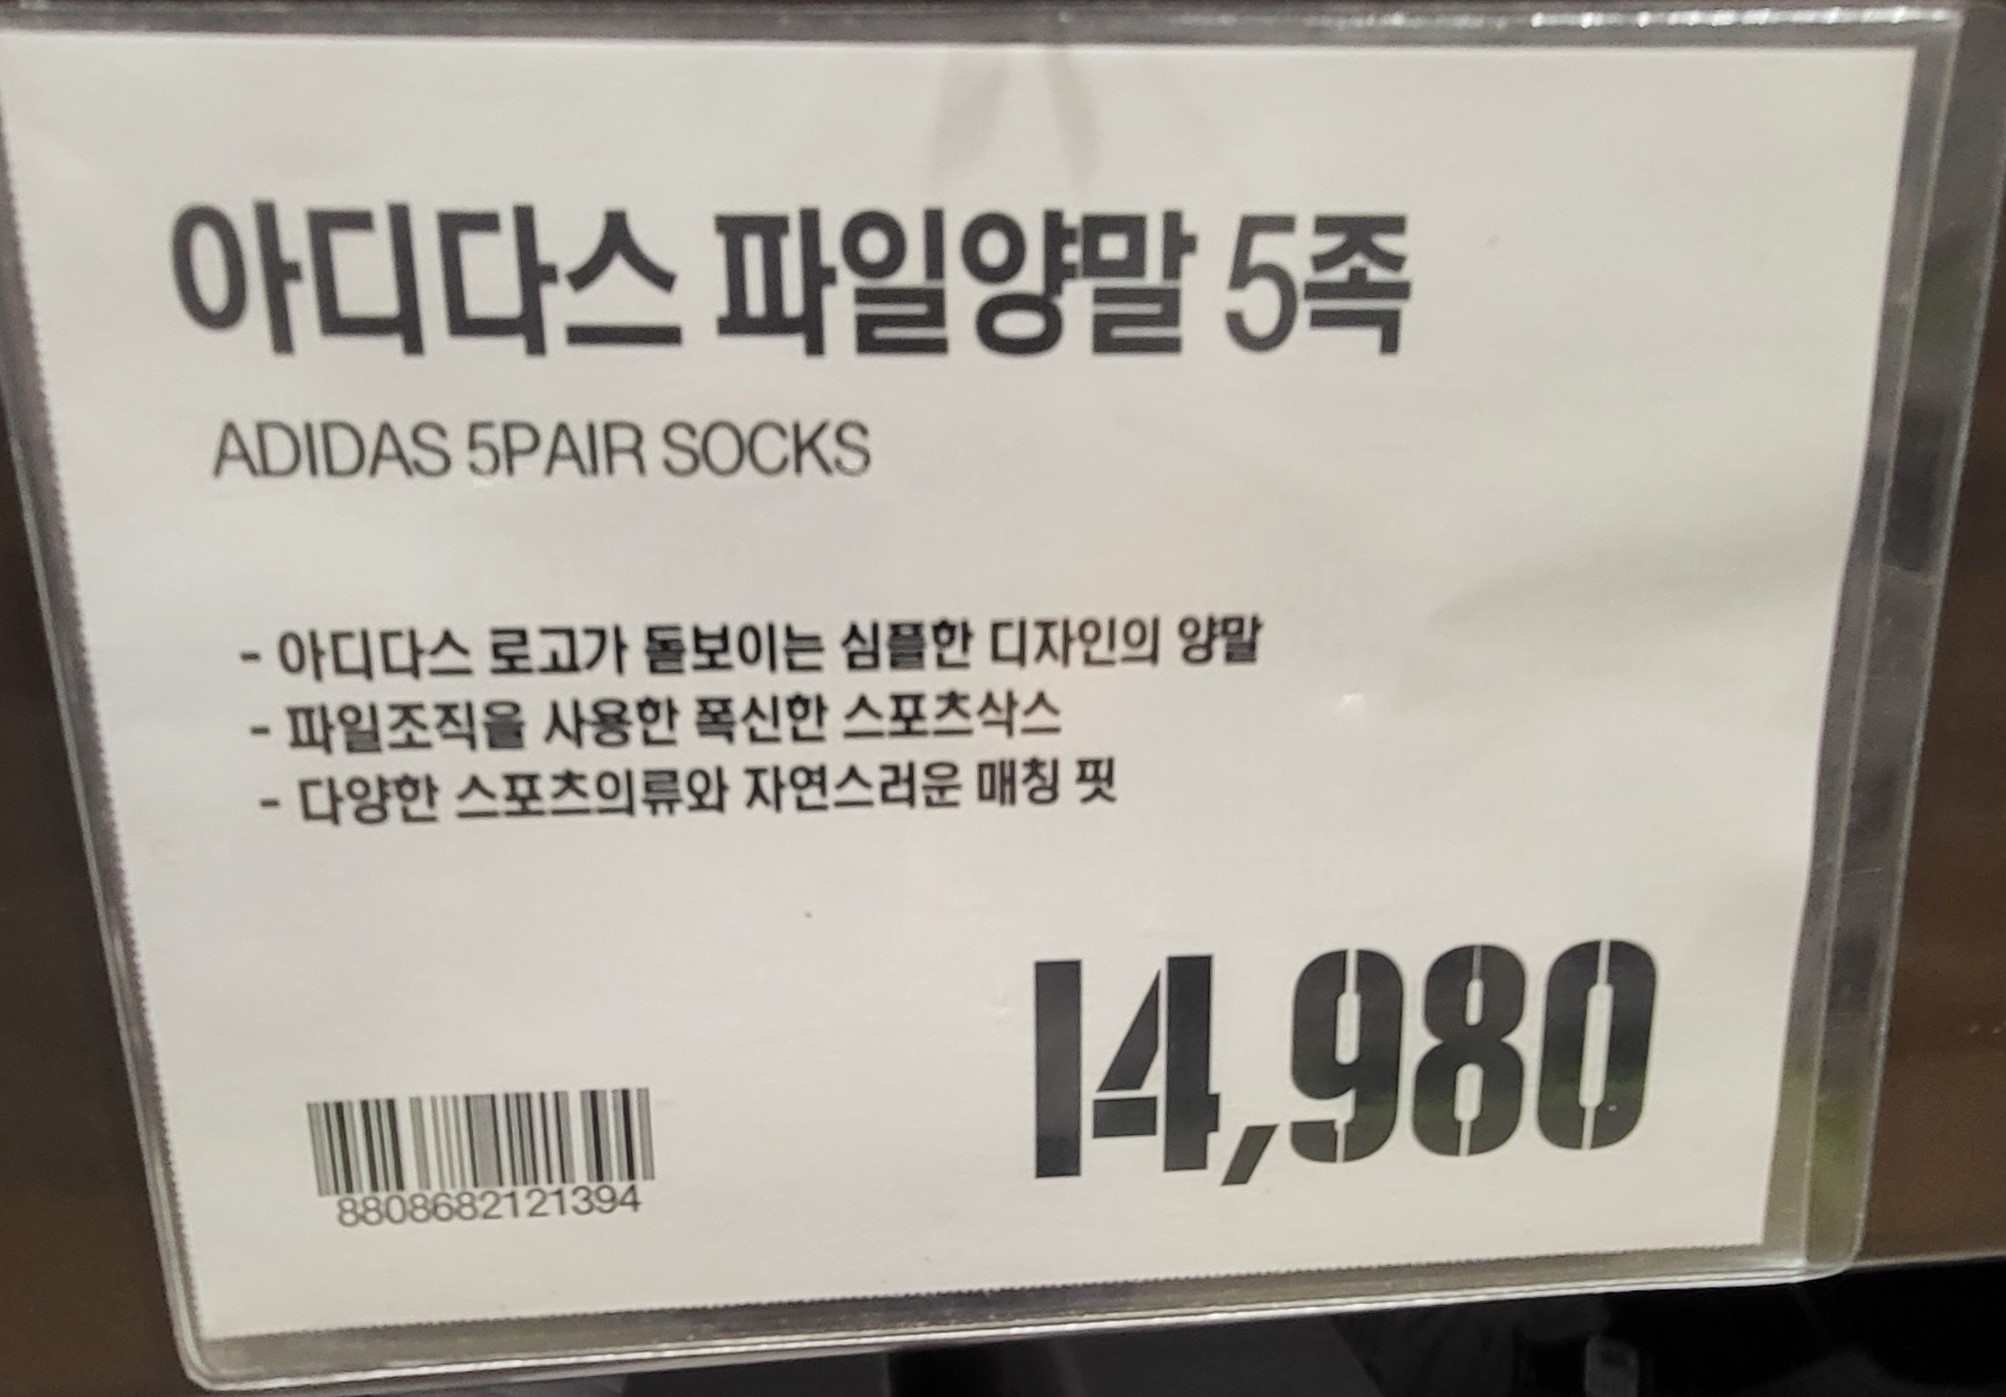 아디다스 파일양말 5족
ADIDAS 5PAIR SOCKS
- 아디다스 로고가 돋보이는 심플한 디자인의 양말
- 파일조직을 사용한 폭신한 스포츠삭스
- 다양한 스포츠의류와 자연스러운 매칭 핏
14,980
8808682121394